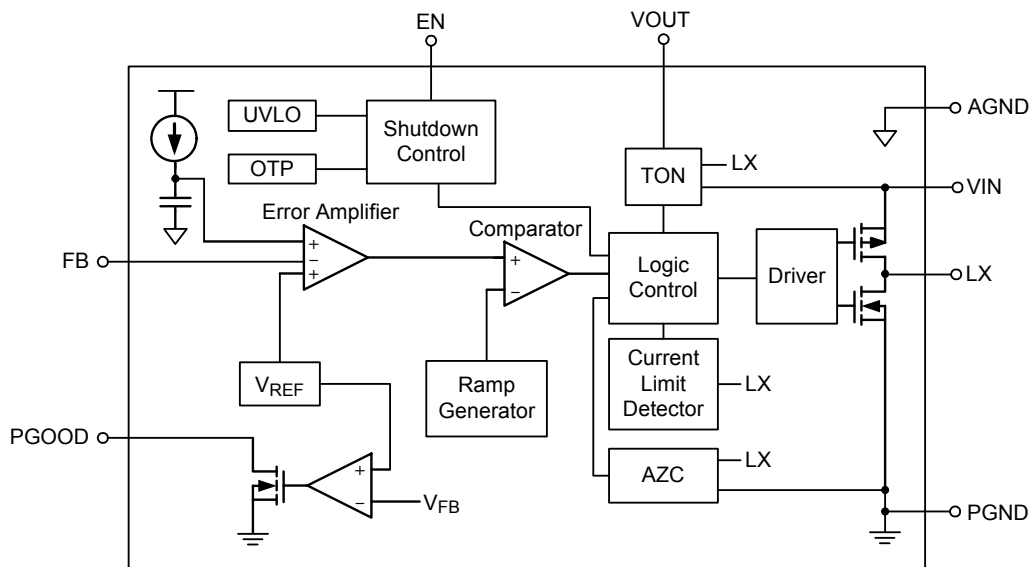 EN
VOUT
AGND
UVLO
Shutdown
Control
OTP
TON
LX
VIN
Error Amplifier
Comparator
+
−
+
FB
+
−
Logic
Control
Driver
LX
VREF
Ramp
Generator
Current
Limit
Detector
LX
PGOOD
+
−
VFB
AZC
LX
PGND